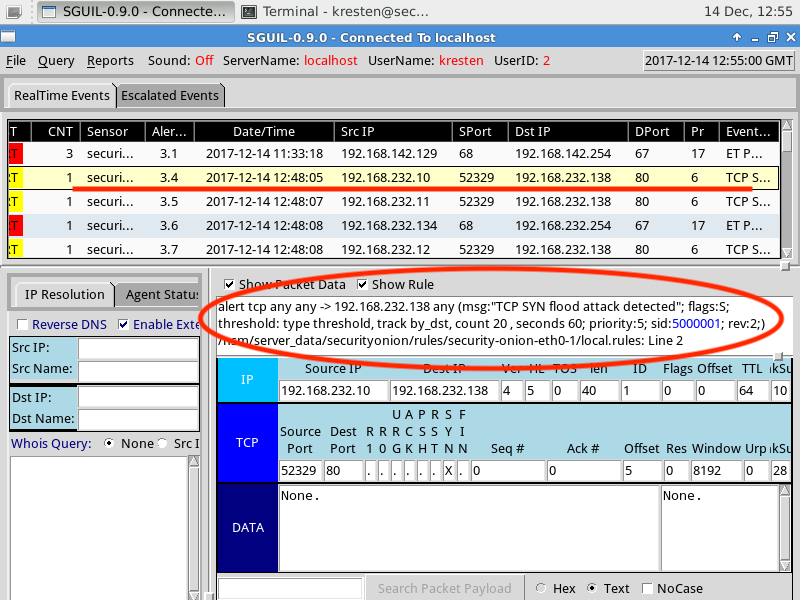 SGUIL-0.9.0 - Connecte... Terminal - kresten@sec... 14 Dec, 12:55
SGUIL-0.9.0 - Connected To localhost
File Query Reports Sound: Off ServerName: localhost UserName: kresten UserID: 2 2017-12-14 12:55:00 GMT
RealTime Events Escalated Events
T CNT Sensor Aler... Date/Time Src IP SPort Dst IP DPort Pr Event...
RT 3 securi... 3.1 2017-12-14 11:33:18 192.168.142.129 68 192.168.142.254 67 17 ET P...
RT 1 securi... 3.4 2017-12-14 12:48:05 192.168.232.10 52329 192.168.232.138 80 6 TCP S...
RT 1 securi... 3.5 2017-12-14 12:48:07 192.168.232.11 52329 192.168.232.138 80 6 TCP S...
RT 1 securi... 3.6 2017-12-14 12:48:08 192.168.232.134 68 192.168.232.254 67 17 ET P...
RT 1 securi... 3.7 2017-12-14 12:48:08 192.168.232.12 52329 192.168.232.138 80 6 TCP S...
IP Resolution Agent Status
Reverse DNS Enable Exte
Src IP:
Src Name:
Dst IP:
Dst Name:
Whois Query: None Src I
Show Packet Data Show Rule
alert tcp any any -> 192.168.232.138 any (msg:"TCP SYN flood attack detected"; flags:S;
threshold: type threshold, track by_dst, count 20 , seconds 60; priority:5; sid:5000001; rev:2;)
/nsm/server_data/securityonion/rules/security-onion-eth0-1/local.rules: Line 2
IP
Source IP Dest IP Ver HL TOS len ID Flags Offset TTL ıkSu
192.168.232.10 192.168.232.138 4 5 0 40 1 0 0 64 10
TCP
U A P R S F
Source Dest R R R C S S Y I
Port Port 1 0 G K H T N N Seq # Ack # Offset Res Window Urp ıkSu
52329 80 . . . . . . X . 0 0 5 0 8192 0 28
DATA
None. None.
Search Packet Payload Hex Text NoCase